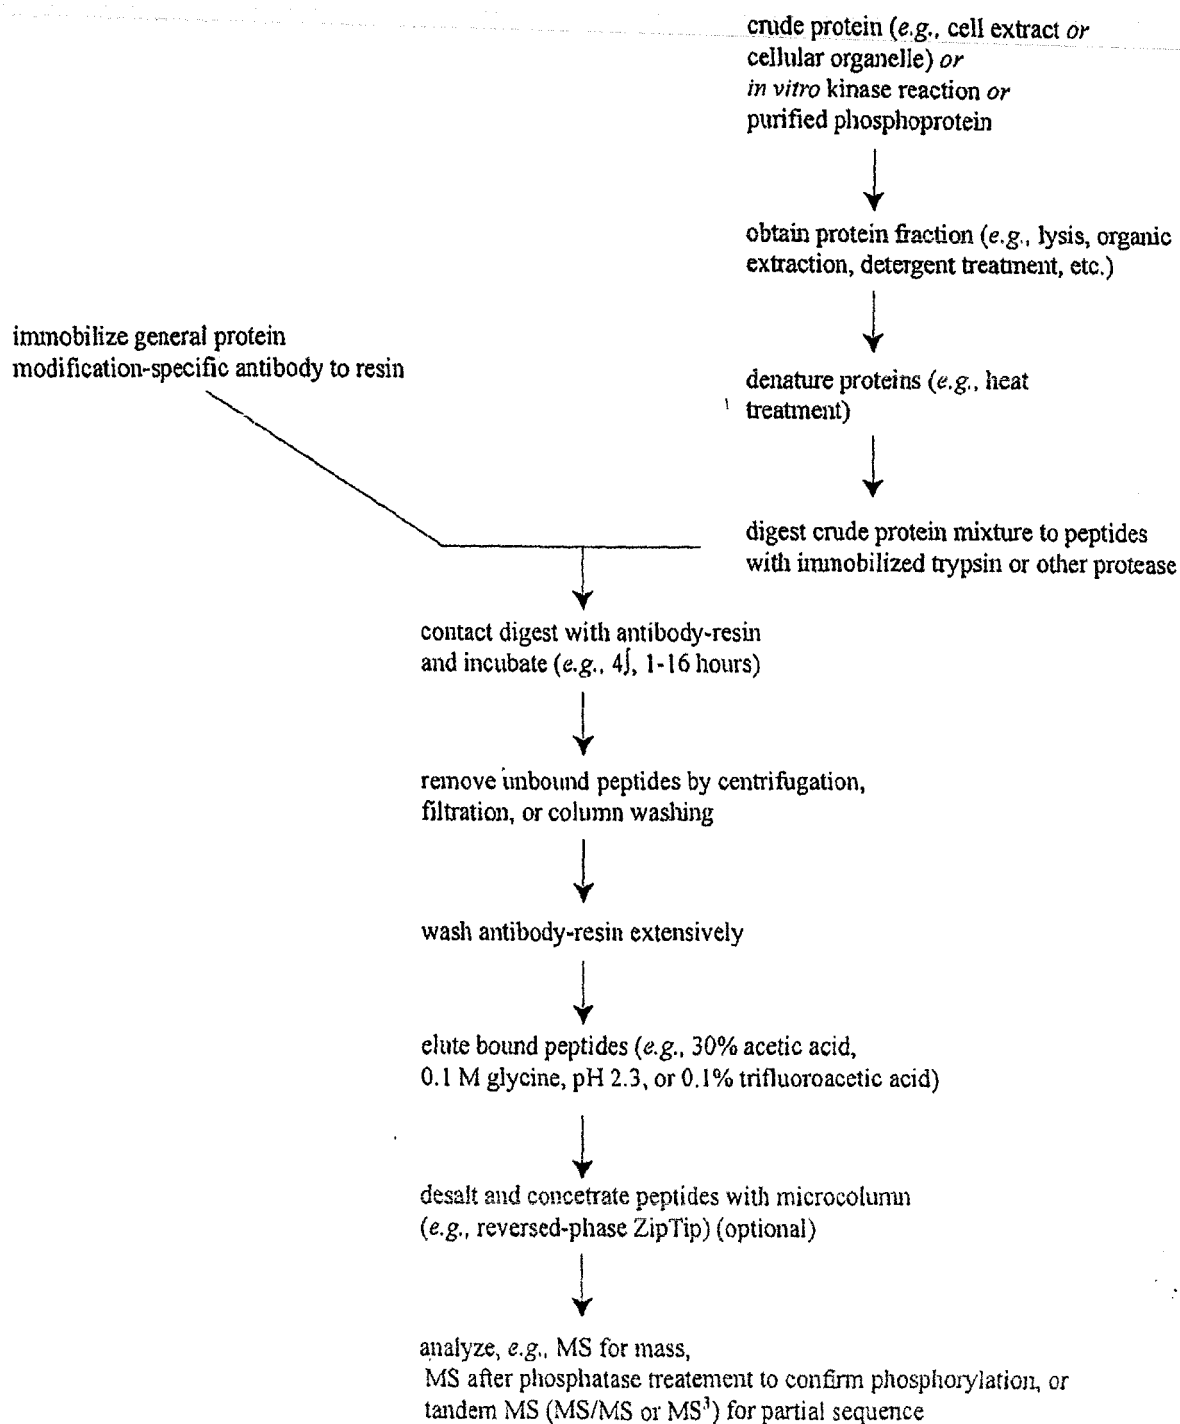 crude protein (e.g., cell extract or
cellular organelle) or
in vitro kinase reaction or
purified phosphoprotein
obtain protein fraction (e.g., lysis, organic
extraction, detergent treatment, etc.)
immobilize general protein
modification-specific antibody to resin
denature proteins (e.g., heat
treatment)
digest crude protein mixture to peptides
with immobilized trypsin or other protease
contact digest with antibody-resin
and incubate (e.g., 4∫, 1-16 hours)
remove unbound peptides by centrifugation,
filtration, or column washing
wash antibody-resin extensively
elute bound peptides (e.g., 30% acetic acid,
0.1 M glycine, pH 2.3, or 0.1% trifluoroacetic acid)
desalt and concetrate peptides with microcolumn
(e.g., reversed-phase ZipTip) (optional)
analyze, e.g., MS for mass,
MS after phosphatase treatement to confirm phosphorylation, or
tandem MS (MS/MS or MS³) for partial sequence